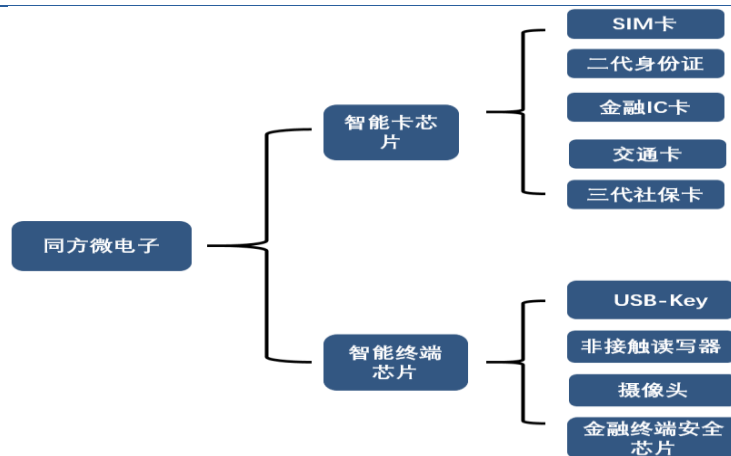 SIM卡
二代身份证
智能卡芯
片
金融IC卡
交通卡
三代社保卡
同方微电子
USB-Key
智能终端
芯片
非接触读写器
摄像头
金融终端安全
芯片